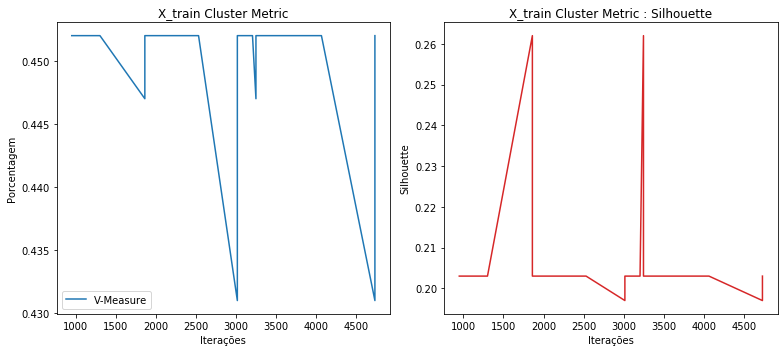 X_train Cluster Metric
0.450
0.445
0.440
0.435
0.430
Porcentagem
V-Measure
1000 1500 2000 2500 3000 3500 4000 4500
Iterações
X_train Cluster Metric : Silhouette
0.26
0.25
0.24
0.23
0.22
0.21
0.20
Silhouette
1000 1500 2000 2500 3000 3500 4000 4500
Iterações